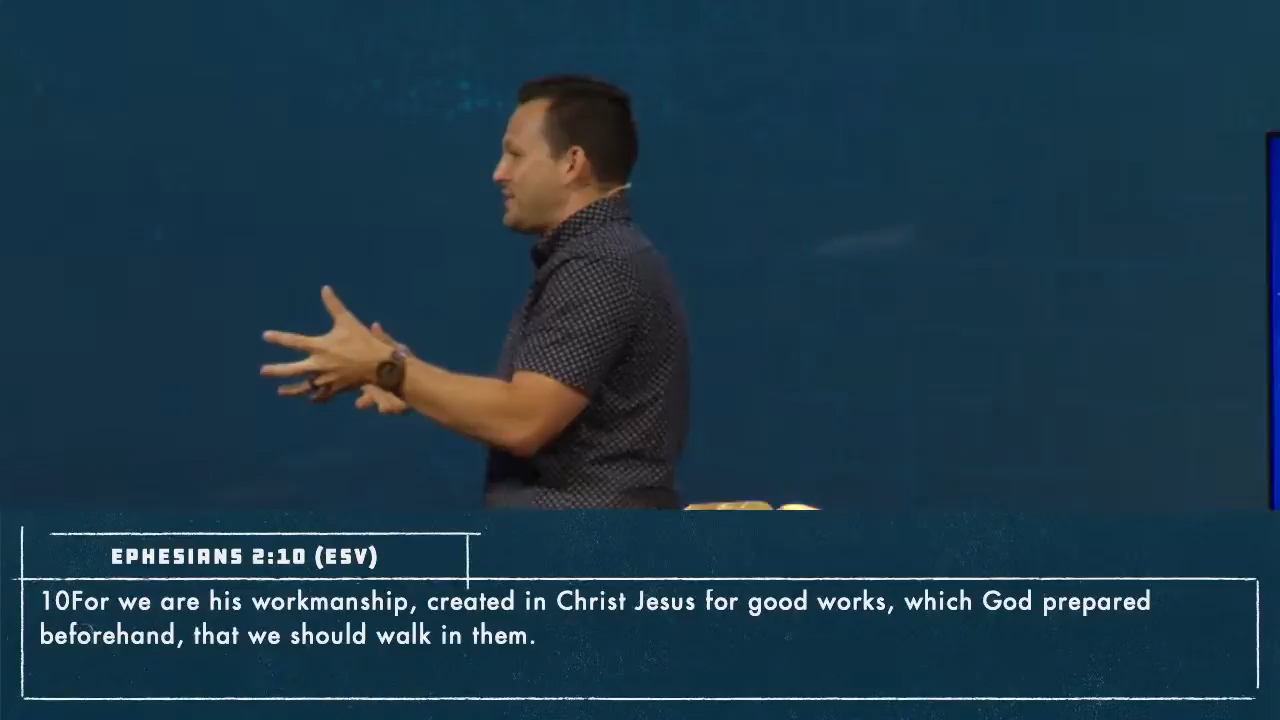 EPHESIANS 2:10 (ESV)
10For we are his workmanship, created in Christ Jesus for good works, which God prepared
beforehand, that we should walk in them.